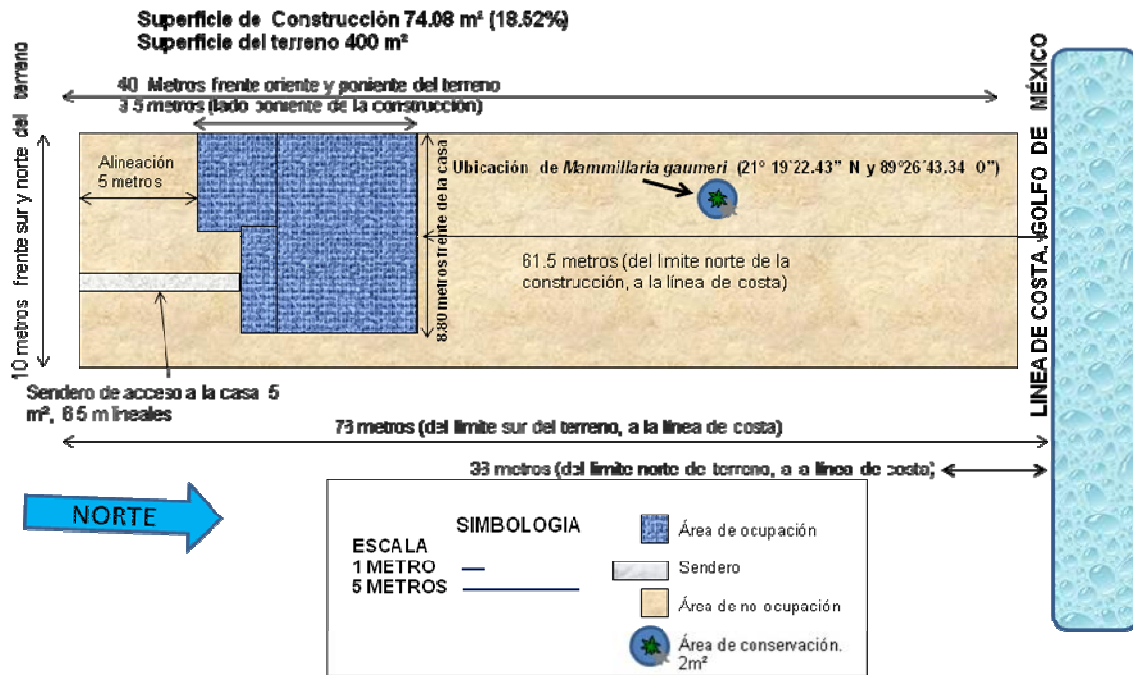 Superficie de Construcción 74.08 m² (18.52%)
Superficie del terreno 400 m²
40 Metros frente oriente y poniente del terreno
3.5 metros (lado poniente de la construcción)
10 metros frente sur y norte del terreno
Alineación
5 metros
8.80 metros frente de la casa
Ubicación de Mammillaria gaumeri (21° 19´22.43" N y 89°26´43.34 O")
61.5 metros (del limite norte de la
construcción, a la línea de costa)
LINEA DE COSTA, GOLFO DE MÉXICO
Sendero de acceso a la casa 5
m², 6.5 m lineales
73 metros (del límite sur del terreno, a la línea de costa)
33 metros (del limite norte de terreno, a a línea de costa)
NORTE
SIMBOLOGIA
ESCALA
1 METRO
5 METROS
Área de ocupación
Sendero
Área de no ocupación
Área de conservación.
2m²